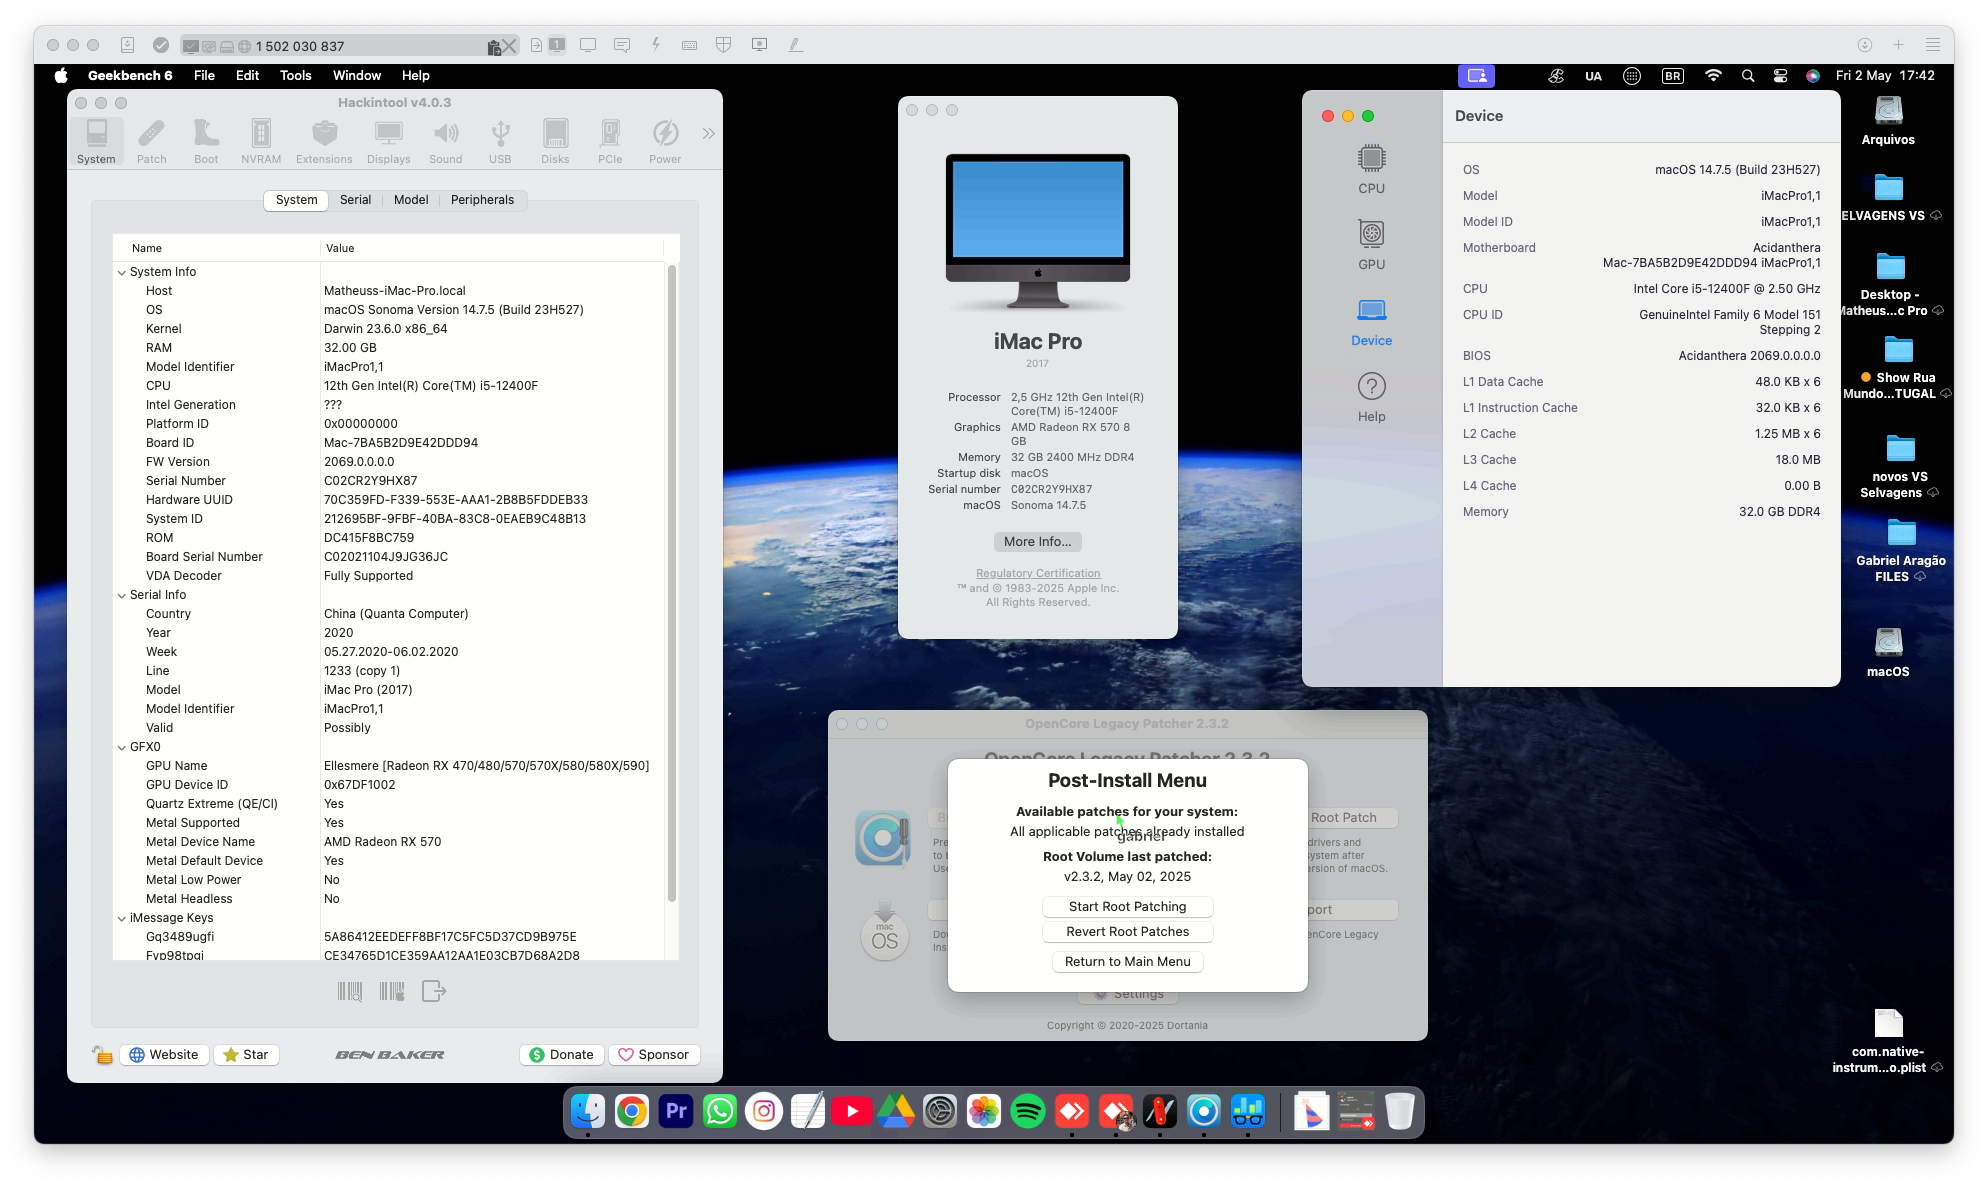 1 502 030 837
1
Geekbench 6 File Edit Tools Window Help
UA BR Fri 2 May 17:42
Hackintool v4.0.3
System Patch Boot NVRAM Extensions Displays Sound USB Disks PCIe Power
System Serial Model Peripherals
Name Value
System Info
Host Matheuss-iMac-Pro.local
OS macOS Sonoma Version 14.7.5 (Build 23H527)
Kernel Darwin 23.6.0 x86_64
RAM 32.00 GB
Model Identifier iMacPro1,1
CPU 12th Gen Intel(R) Core(TM) i5-12400F
Intel Generation ???
Platform ID 0x00000000
Board ID Mac-7BA5B2D9E42DDD94
FW Version 2069.0.0.0.0
Serial Number C02CR2Y9HX87
Hardware UUID 70C359FD-F339-553E-AAA1-2B8B5FDDEB33
System ID 212695BF-9FBF-40BA-83C8-0EAEB9C48B13
ROM DC415F8BC759
Board Serial Number C02021104J9JG36JC
VDA Decoder Fully Supported
Serial Info
Country China (Quanta Computer)
Year 2020
Week 05.27.2020-06.02.2020
Line 1233 (copy 1)
Model iMac Pro (2017)
Model Identifier iMacPro1,1
Valid Possibly
GFX0
GPU Name Ellesmere [Radeon RX 470/480/570/570X/580/580X/590]
GPU Device ID 0x67DF1002
Quartz Extreme (QE/CI) Yes
Metal Supported Yes
Metal Device Name AMD Radeon RX 570
Metal Default Device Yes
Metal Low Power No
Metal Headless No
iMessage Keys
Gq3489ugfi 5A86412EEDEFF8BF17C5FC5D37CD9B975E
Fyp98tpgj CE34765D1CE359AA12AA1E03CB7D68A2D8
Website Star BEN BAKER Donate Sponsor
iMac Pro
2017
Processor 2,5 GHz 12th Gen Intel(R)
Core(TM) i5-12400F
Graphics AMD Radeon RX 570 8
GB
Memory 32 GB 2400 MHz DDR4
Startup disk macOS
Serial number C02CR2Y9HX87
macOS Sonoma 14.7.5
More Info...
Regulatory Certification
™ and © 1983-2025 Apple Inc.
All Rights Reserved.
CPU
GPU
Device
Help
Device
OS macOS 14.7.5 (Build 23H527)
Model iMacPro1,1
Model ID iMacPro1,1
Motherboard Acidanthera
Mac-7BA5B2D9E42DDD94 iMacPro1,1
CPU Intel Core i5-12400F @ 2.50 GHz
CPU ID GenuineIntel Family 6 Model 151
Stepping 2
BIOS Acidanthera 2069.0.0.0.0
L1 Data Cache 48.0 KB x 6
L1 Instruction Cache 32.0 KB x 6
L2 Cache 1.25 MB x 6
L3 Cache 18.0 MB
L4 Cache 0.00 B
Memory 32.0 GB DDR4
Arquivos
ELVAGENS VS
Desktop -
Matheus...c Pro
Show Rua
Mundo...TUGAL
novos VS
Selvagens
Gabriel Aragão
FILES
macOS
com.native-
instrum...o.plist
OpenCore Legacy Patcher 2.3.2
OpenCore Legacy Patcher 2.3.2
Root Patch
drivers and
system after
ersion of macOS.
port
enCore Legacy
Post-Install Menu
Available patches for your system:
All applicable patches already installed
gabriel
Root Volume last patched:
v2.3.2, May 02, 2025
Start Root Patching
Revert Root Patches
Return to Main Menu
Settings
Copyright © 2020-2025 Dortania
mac
OS
Pr